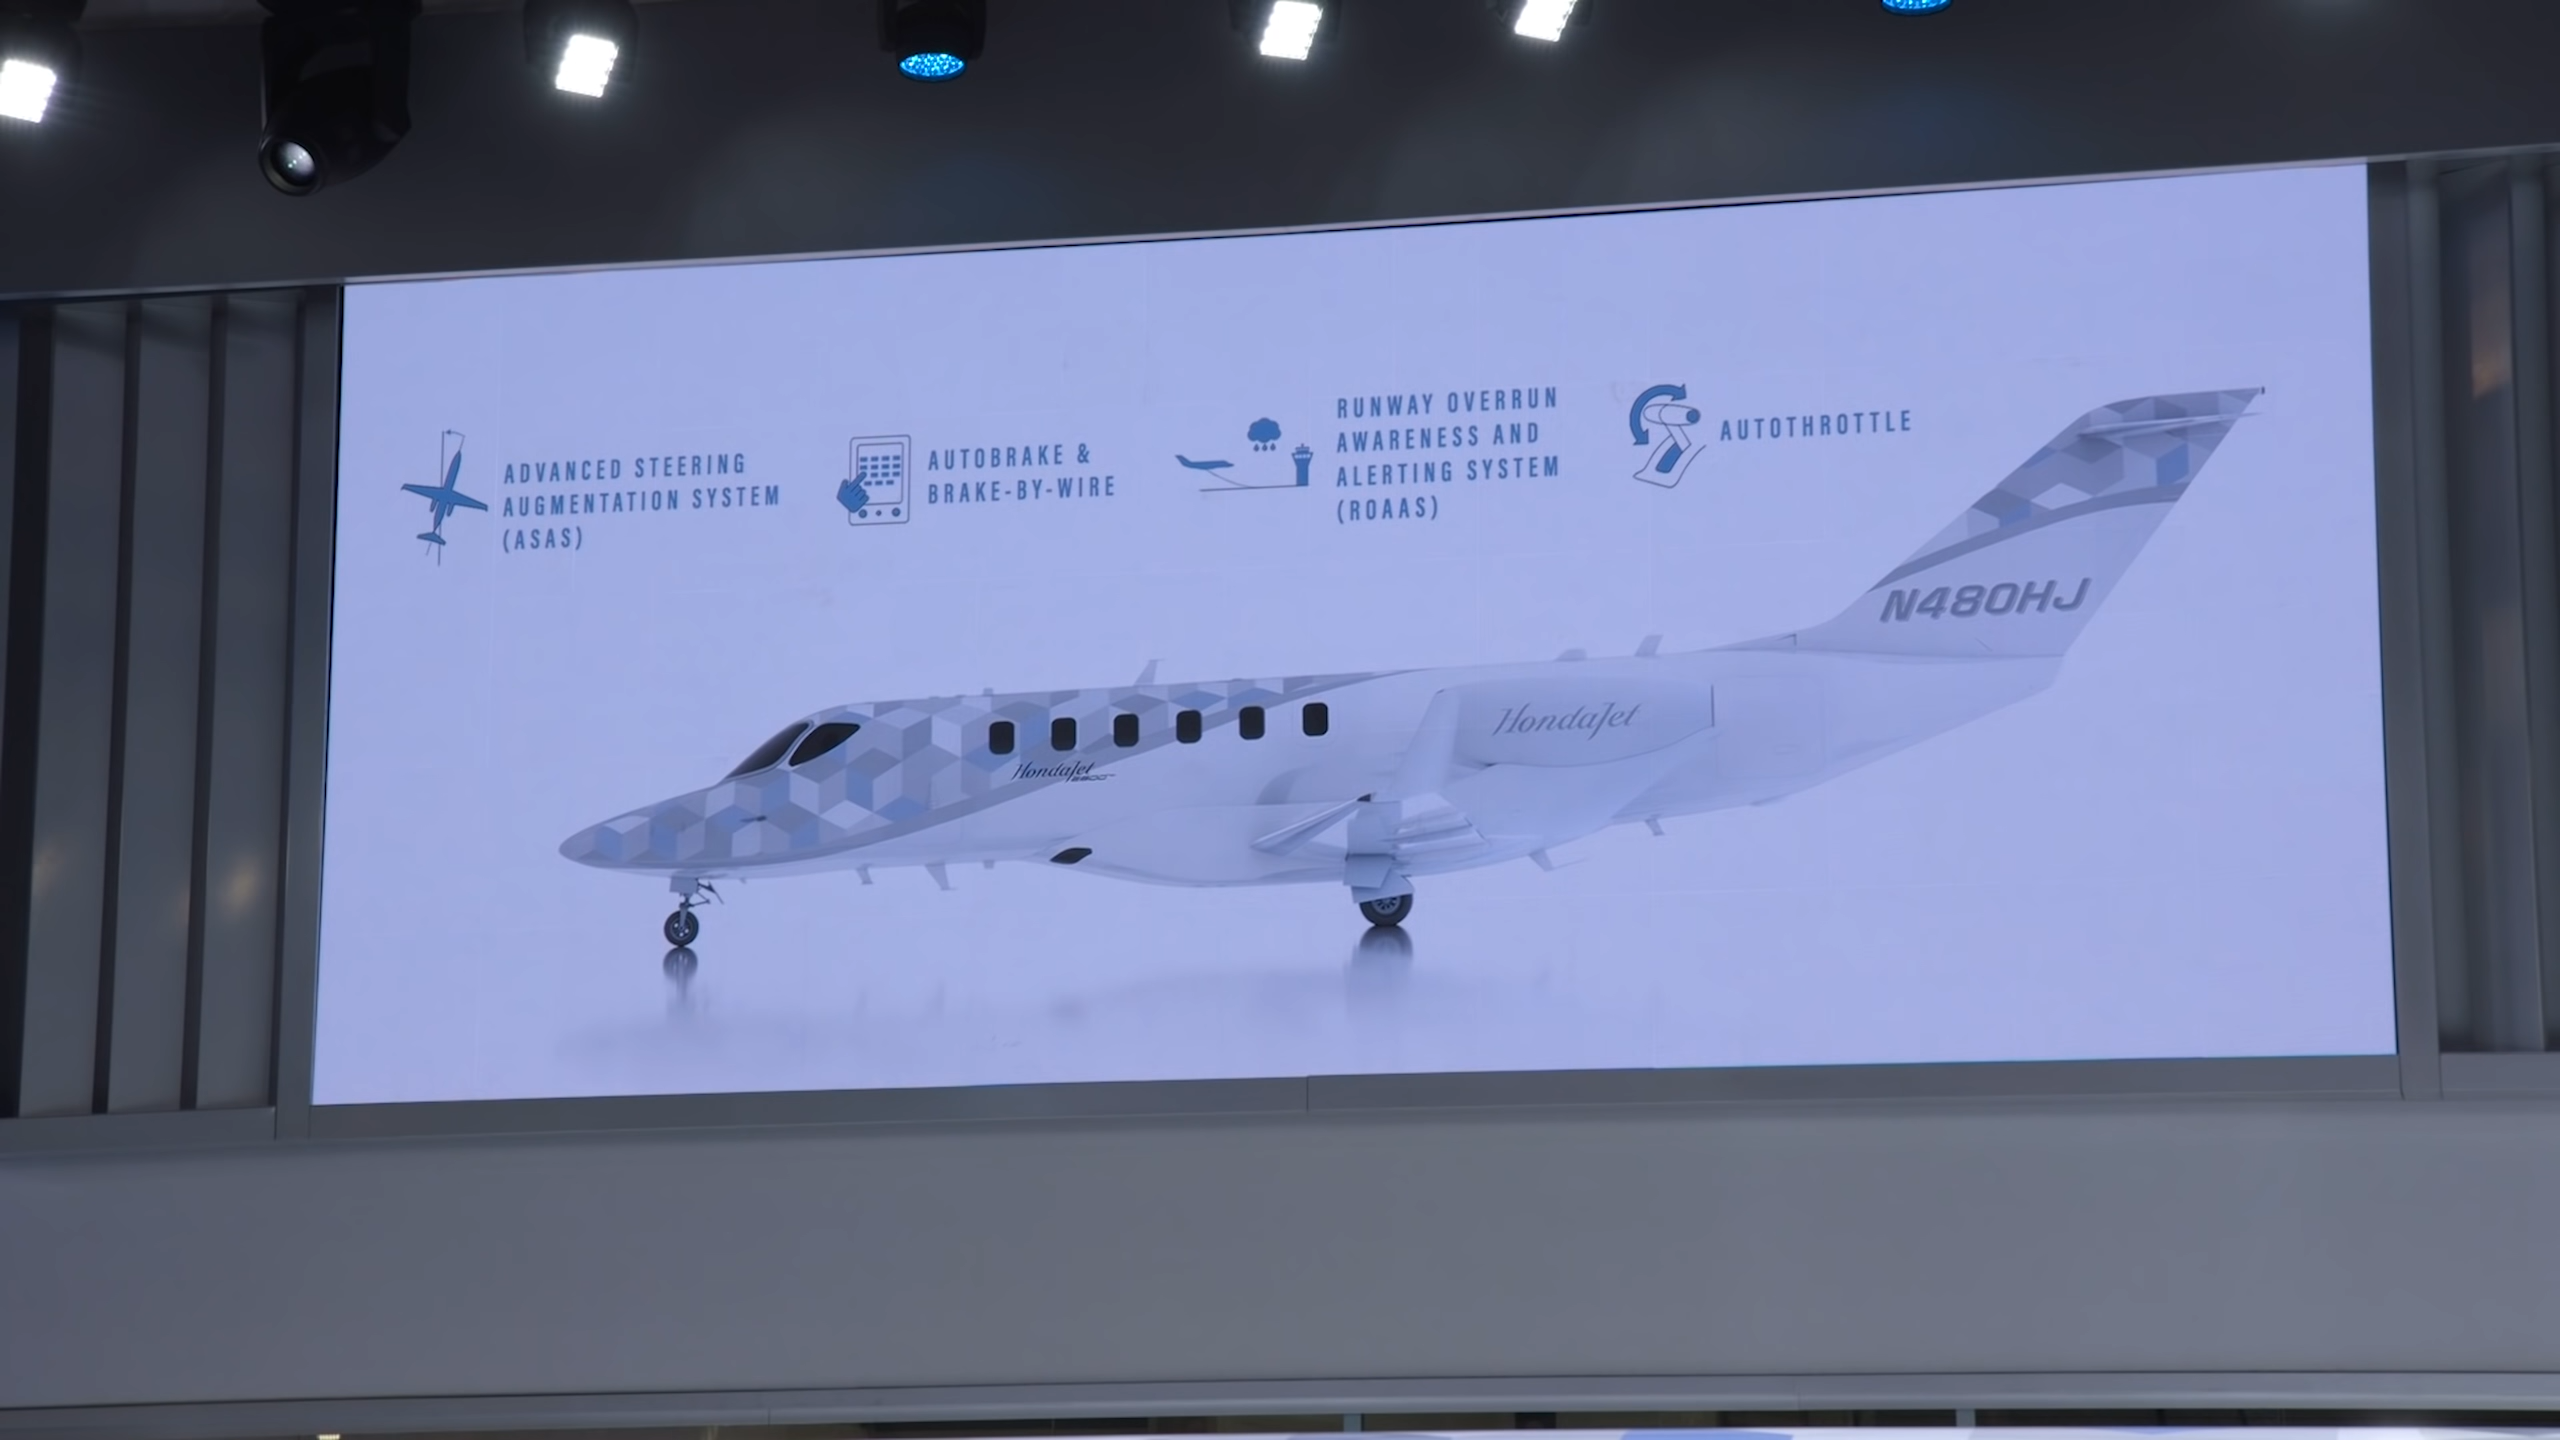 ADVANCED STEERING
AUGMENTATION SYSTEM
(ASAS)
AUTOBRAKE &
BRAKE-BY-WIRE
RUNWAY OVERRUN
AWARENESS AND
ALERTING SYSTEM
(ROAAS)
AUTOTHROTTLE
N480HJ
HondaJet
HondaJet